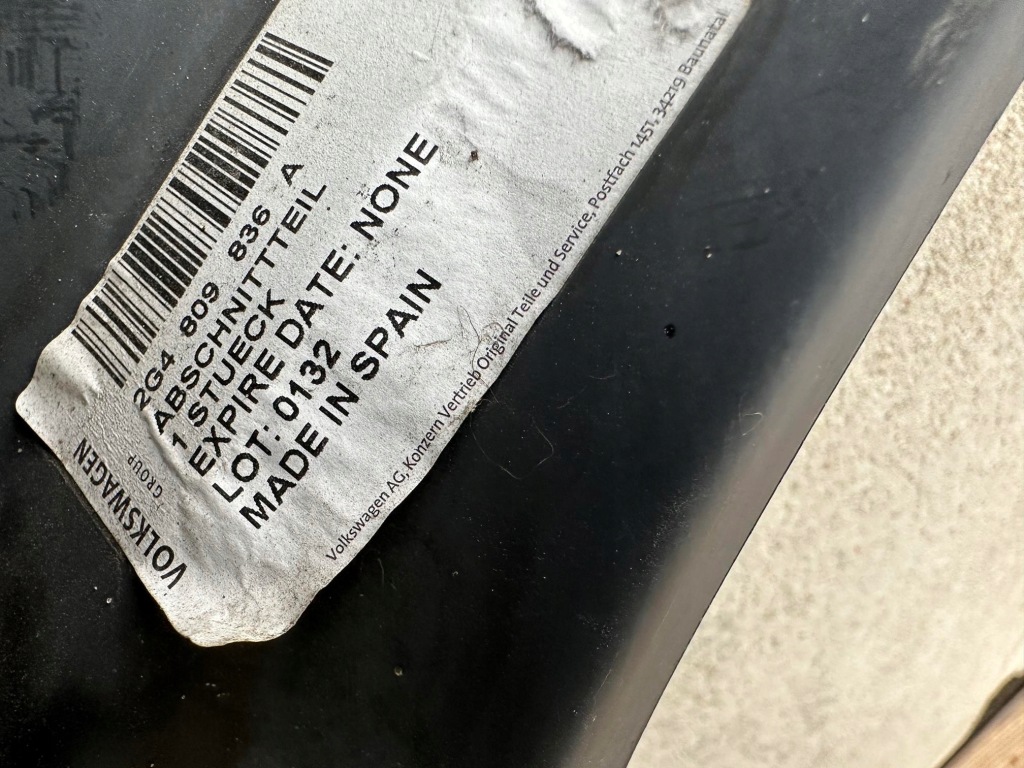 2G4 809 836 A
ABSCHNITTTEIL
1 STUECK
EXPIRE DATE: NONE
LOT: 0132
MADE IN SPAIN
VOLKSWAGEN
GROUP
Volkswagen AG, Konzern Vertrieb Original Teile und Service, Postfach 1451, 34219 Baunatal